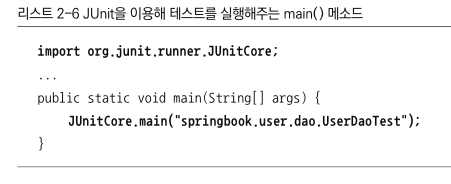 리스트 2-6 JUnit을 이용해 테스트를 실행해주는 main() 메소드
import org.junit.runner.JUnitCore;
...
public static void main(String[] args) {
JUnitCore.main("springbook.user.dao.UserDaoTest");
}